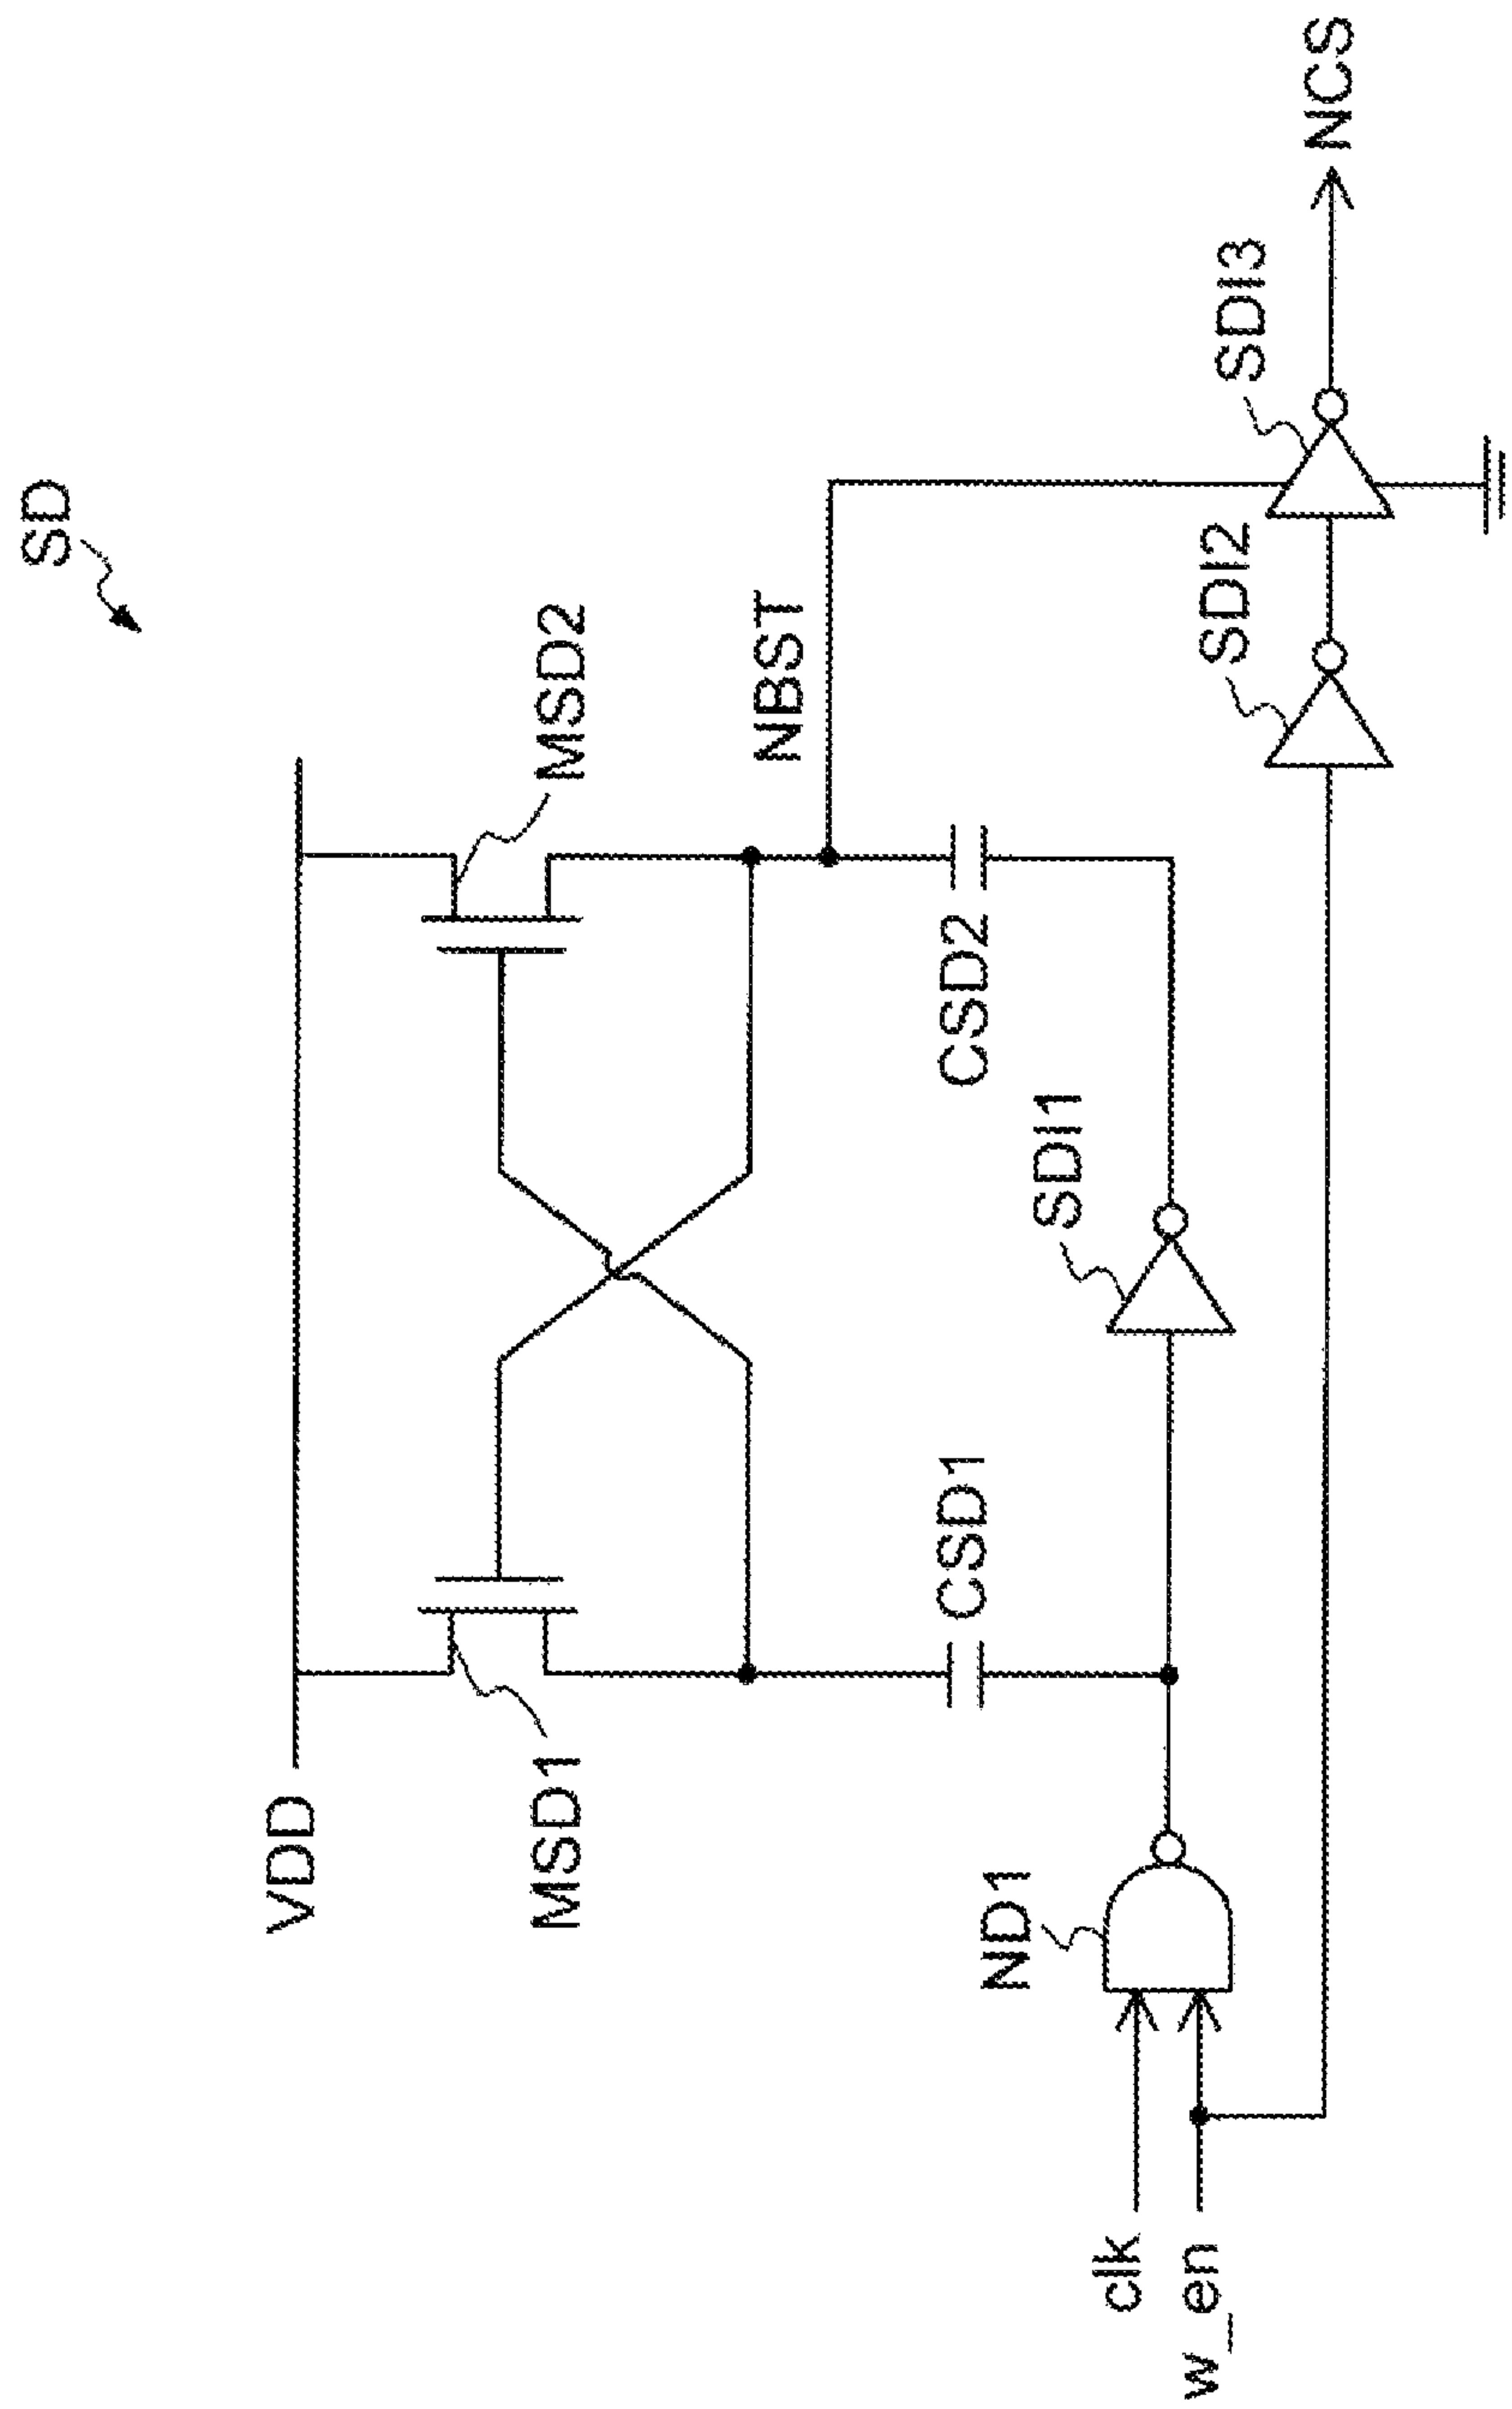 SD
VDD
MSD1
MSD2
NBST
CSD1
CSD2
ND1
SDI1
SDI2
SDI3
clk
w_en
NCS